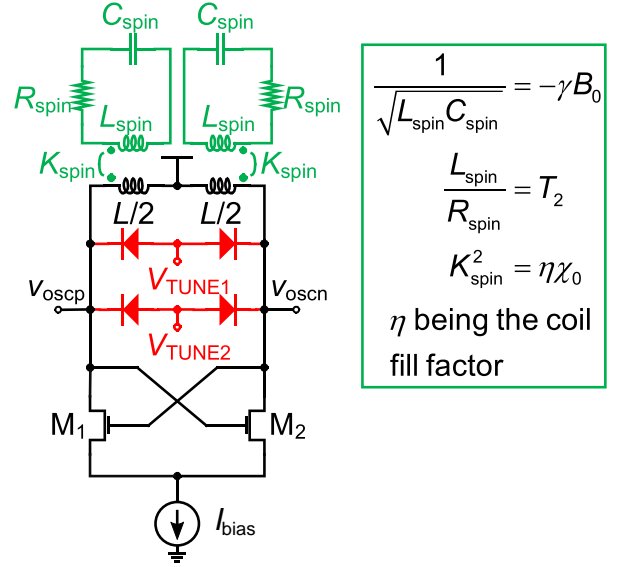 C_spin C_spin
R_spin R_spin
L_spin L_spin
K_spin K_spin
L/2 L/2
V_TUNE1
v_oscp v_oscn
V_TUNE2
M_1 M_2
I_bias
1/√(L_spin C_spin) = −γB_0
L_spin/R_spin = T_2
K_spin^2 = ηχ_0
η being the coil
fill factor